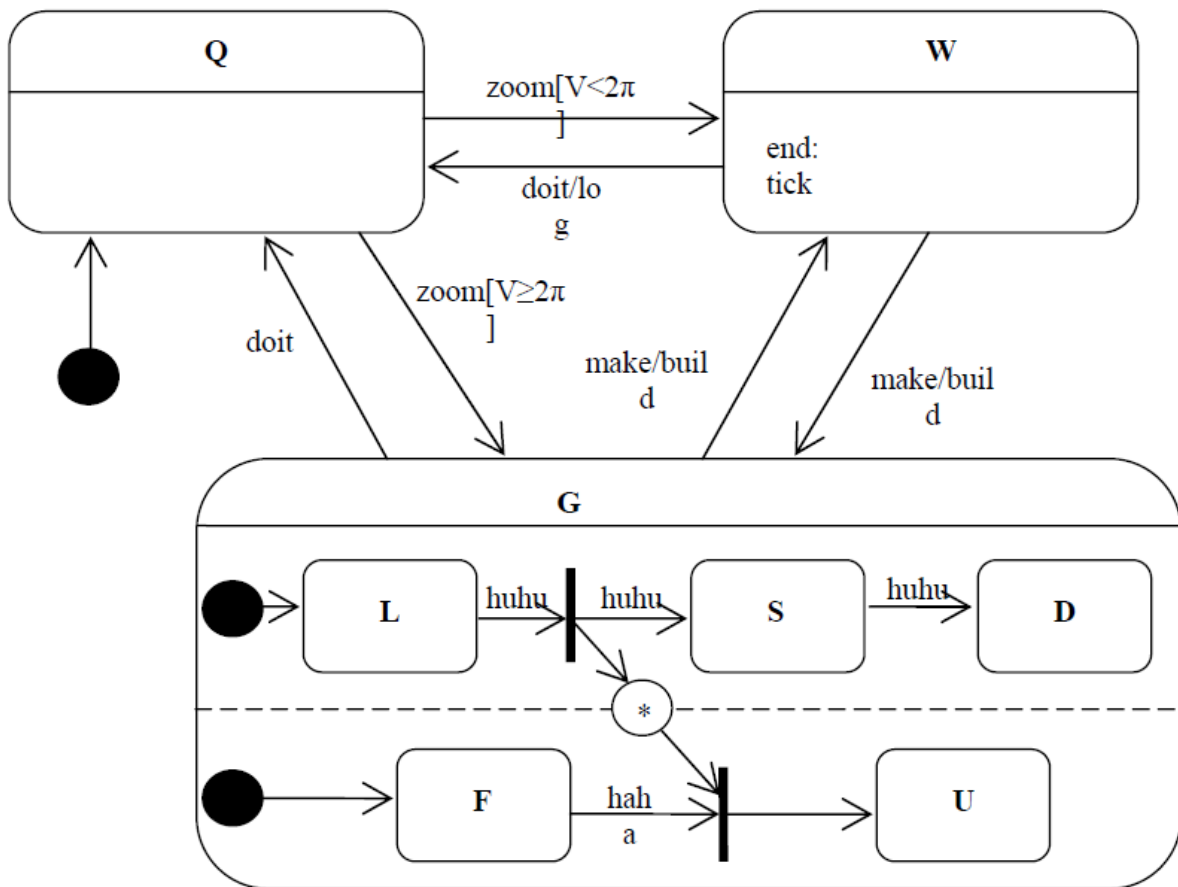 Q
W
zoom[V<2π
]
end:
tick
doit/lo
g
zoom[V≥2π
]
doit
make/buil
d
make/buil
d
G
L
huhu
huhu
S
huhu
D
*
F
hah
a
U